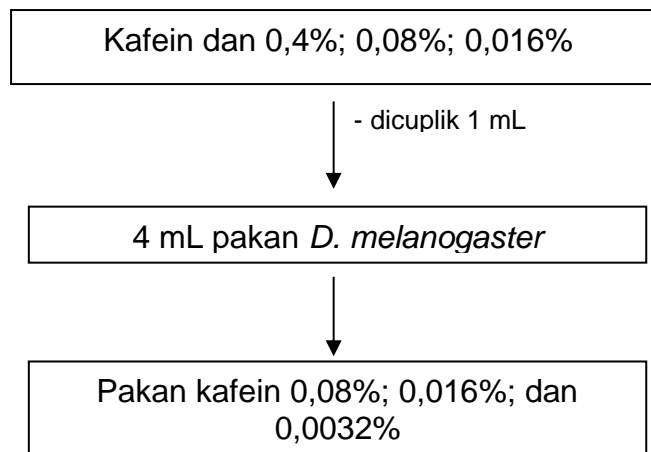 Kafein dan 0,4%; 0,08%; 0,016%
- dicuplik 1 mL
4 mL pakan D. melanogaster
Pakan kafein 0,08%; 0,016%; dan
0,0032%